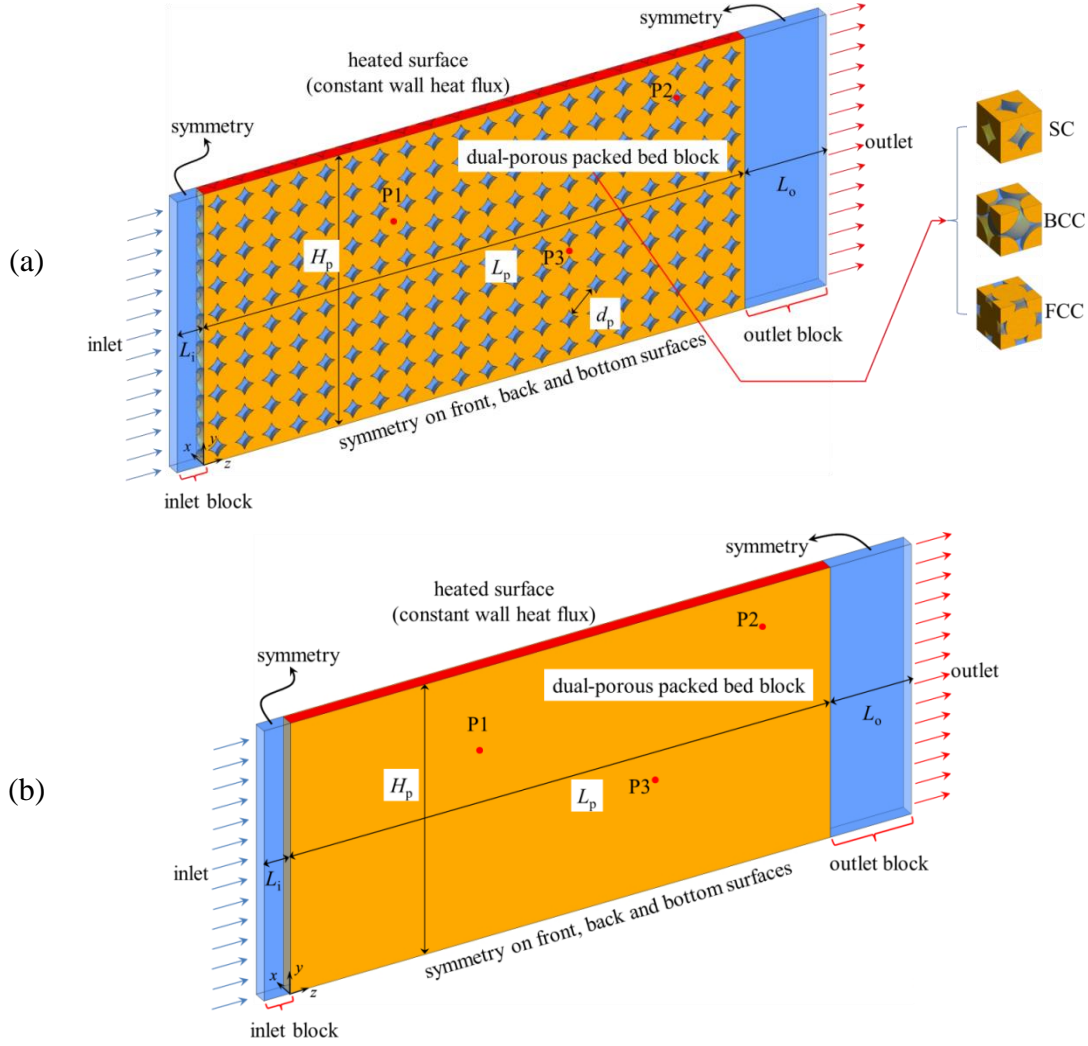 (a)
symmetry
heated surface
(constant wall heat flux)
symmetry
P2
dual-porous packed bed block
outlet
P1
SC
BCC
FCC
Hp
Lp
P3
Lo
dp
inlet
Li
outlet block
symmetry on front, back and bottom surfaces
x
y
z
inlet block
(b)
symmetry
heated surface
(constant wall heat flux)
symmetry
P2
dual-porous packed bed block
outlet
P1
Lo
Hp
P3
Lp
inlet
Li
outlet block
symmetry on front, back and bottom surfaces
x
y
z
inlet block